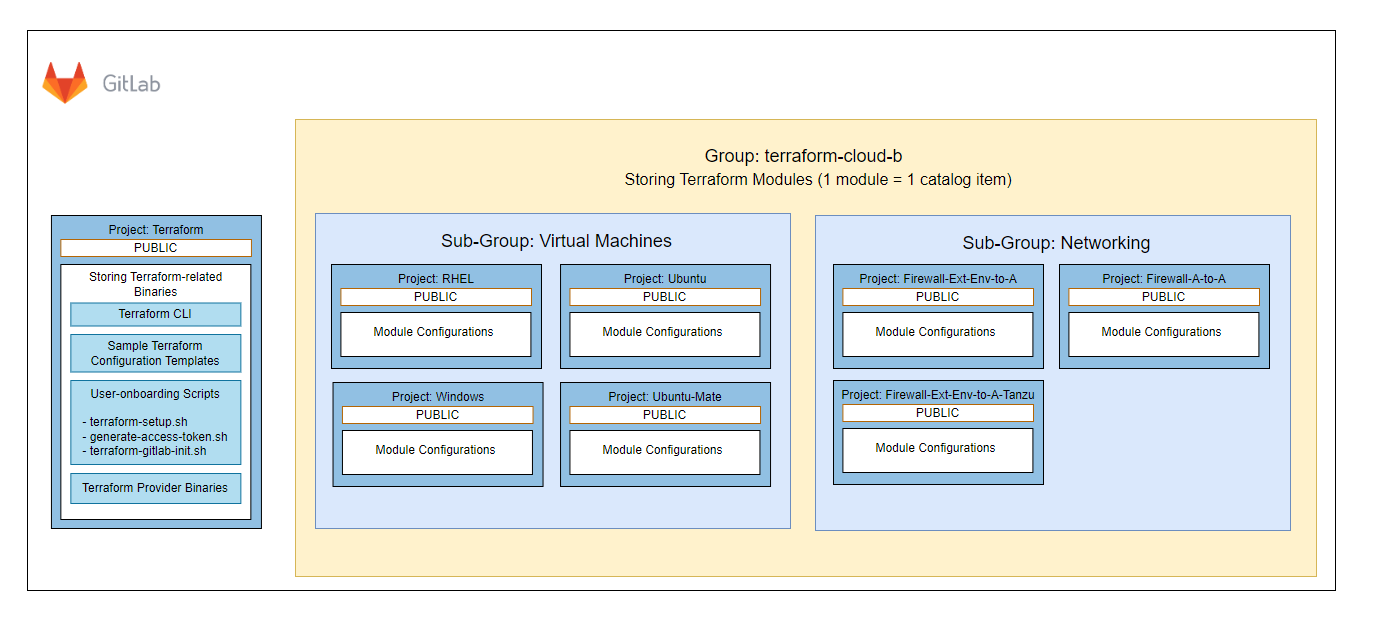 GitLab
Group: terraform-cloud-b
Storing Terraform Modules (1 module = 1 catalog item)
Project: Terraform
PUBLIC
Storing Terraform-related
Binaries
Terraform CLI
Sample Terraform
Configuration Templates
User-onboarding Scripts
- terraform-setup.sh
- generate-access-token.sh
- terraform-gitlab-init.sh
Terraform Provider Binaries
Sub-Group: Virtual Machines
Project: RHEL
PUBLIC
Module Configurations
Project: Ubuntu
PUBLIC
Module Configurations
Project: Windows
PUBLIC
Module Configurations
Project: Ubuntu-Mate
PUBLIC
Module Configurations
Sub-Group: Networking
Project: Firewall-Ext-Env-to-A
PUBLIC
Module Configurations
Project: Firewall-A-to-A
PUBLIC
Module Configurations
Project: Firewall-Ext-Env-to-A-Tanzu
PUBLIC
Module Configurations